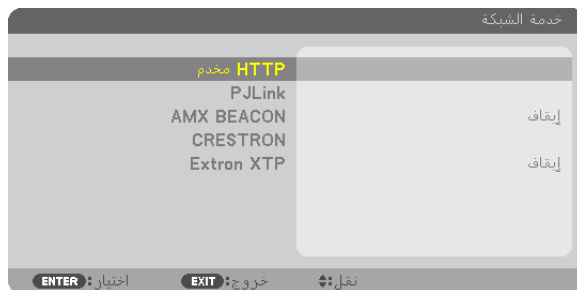 خدمة الشبكة
HTTP مخدم
PJLink
AMX BEACON إيقاف
CRESTRON
Extron XTP إيقاف
ENTER: اختيار EXIT: خروج نقل: